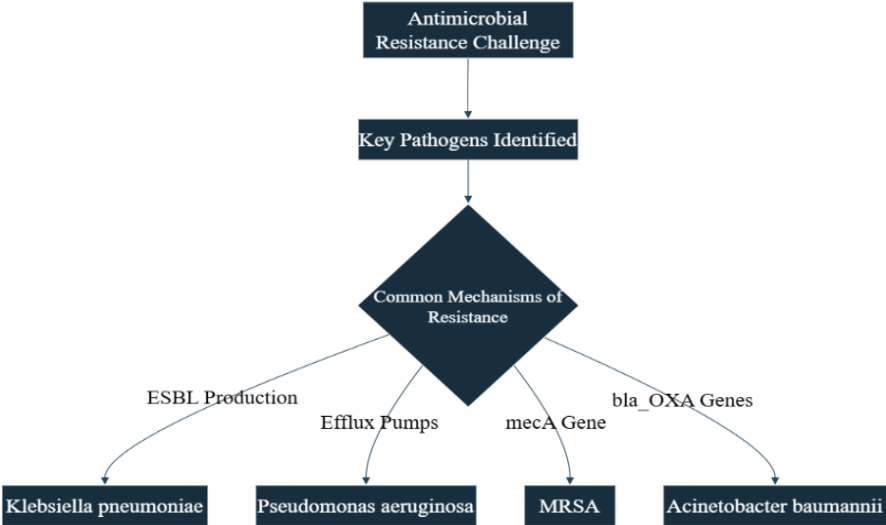 Antimicrobial
Resistance Challenge
Key Pathogens Identified
Common Mechanisms of
Resistance
ESBL Production
Efflux Pumps
mecA Gene
bla_OXA Genes
Klebsiella pneumoniae
Pseudomonas aeruginosa
MRSA
Acinetobacter baumannii